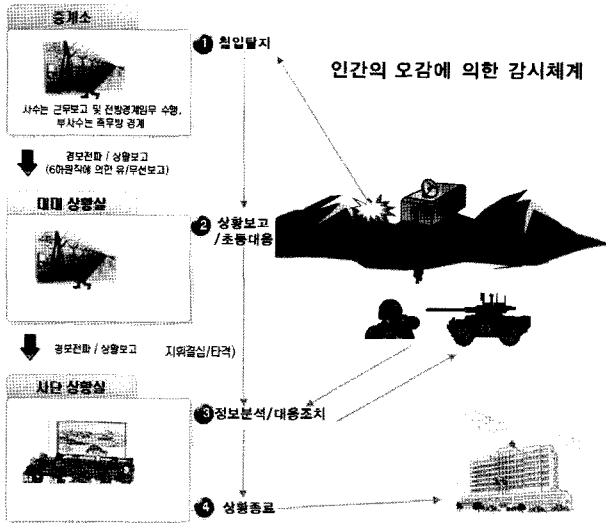 중계소
❶ 침입탈지
인간의 오감에 의한 감시체계
사수는 근무보고 및 전방경계임무 수행,
부사수는 측후방 경계
경보전파 / 상황보고
(6하원칙에 의한 유/무선보고)
대대 상황실
❷ 상황보고
/초동대응
경보전파 / 상황보고
지휘결심/타격)
사단 상황실
❸ 정보분석/대응조치
❹ 상황종료